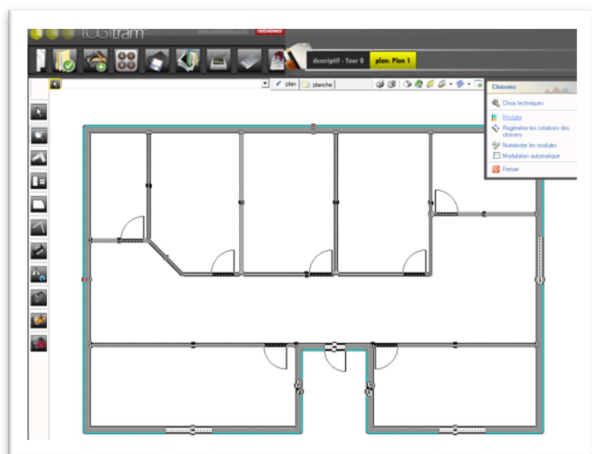 LOGitram
descriptif - Tour B
plan: Plan 1
plan
planche
Cloisons
Choix techniques
Modules
Regénérer les cotations des
cloisons
Numéroter les modules
Modulation automatique
Fermer